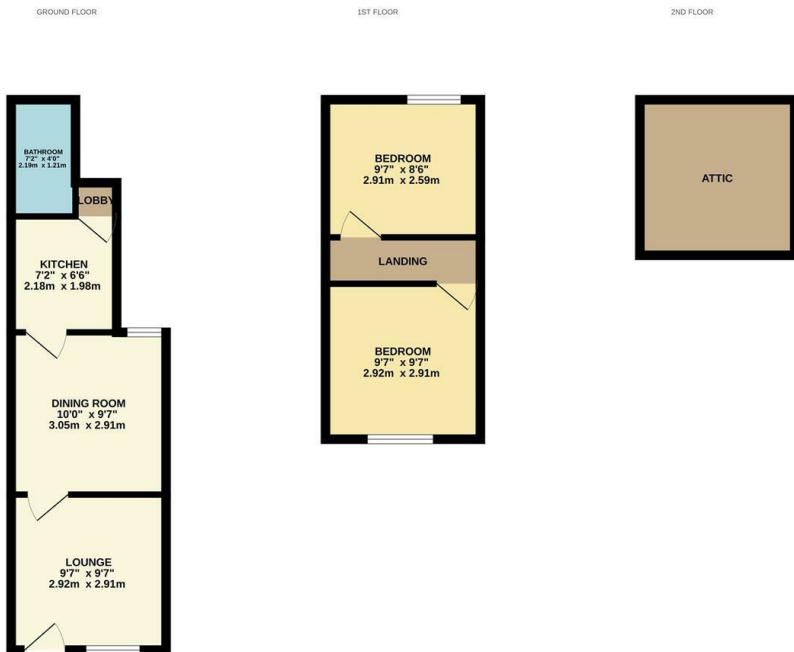 GROUND FLOOR
BATHROOM
7'2" x 4'0"
2.19m x 1.21m
LOBBY
KITCHEN
7'2" x 6'6"
2.18m x 1.98m
DINING ROOM
10'0" x 9'7"
3.05m x 2.91m
LOUNGE
9'7" x 9'7"
2.92m x 2.91m
1ST FLOOR
BEDROOM
9'7" x 8'6"
2.91m x 2.59m
LANDING
BEDROOM
9'7" x 9'7"
2.92m x 2.91m
2ND FLOOR
ATTIC